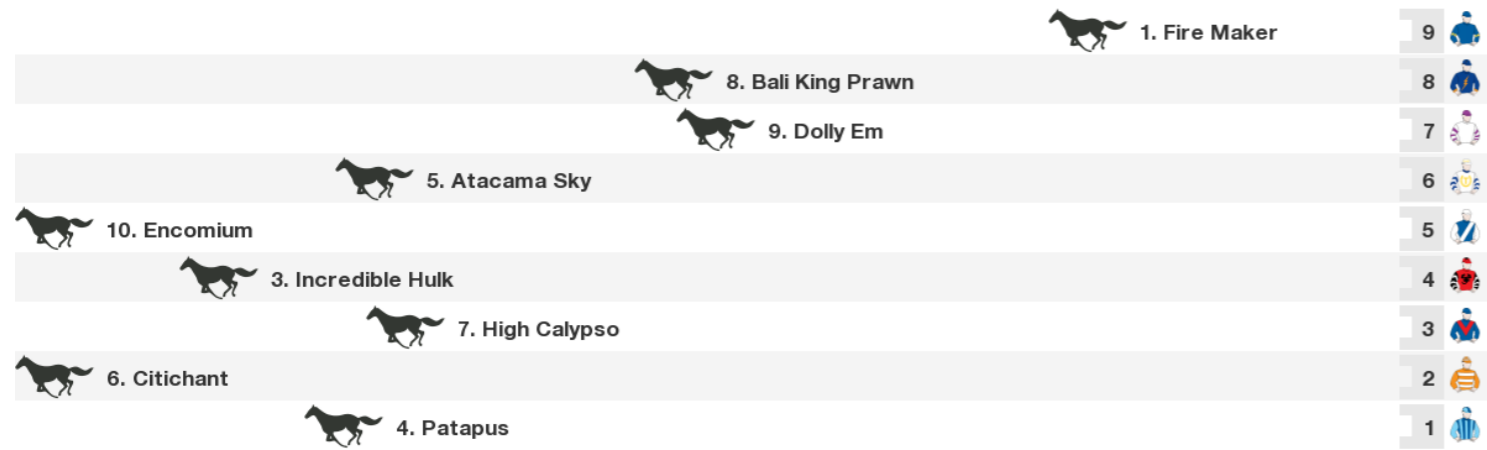 1. Fire Maker 9
8. Bali King Prawn 8
9. Dolly Em 7
5. Atacama Sky 6
10. Encomium 5
3. Incredible Hulk 4
7. High Calypso 3
6. Citichant 2
4. Patapus 1